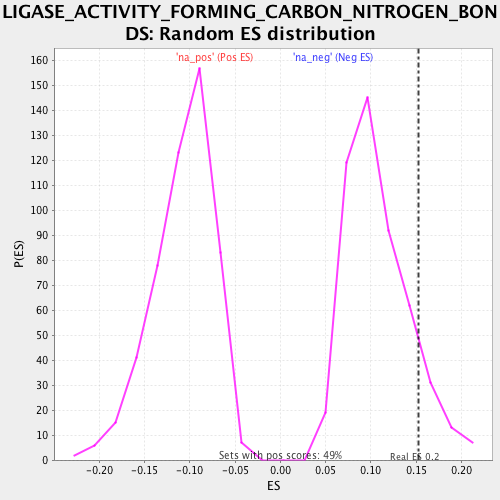 LIGASE_ACTIVITY_FORMING_CARBON_NITROGEN_BON
DS: Random ES distribution
'na_pos' (Pos ES) 'na_neg' (Neg ES)
160
150
140
130
120
110
100
90
80
70
60
50
40
30
20
10
0
P(ES)
Sets with pos scores: 49%
Real ES 0.2
-0.20 -0.15 -0.10 -0.05 0.00 0.05 0.10 0.15 0.20
ES